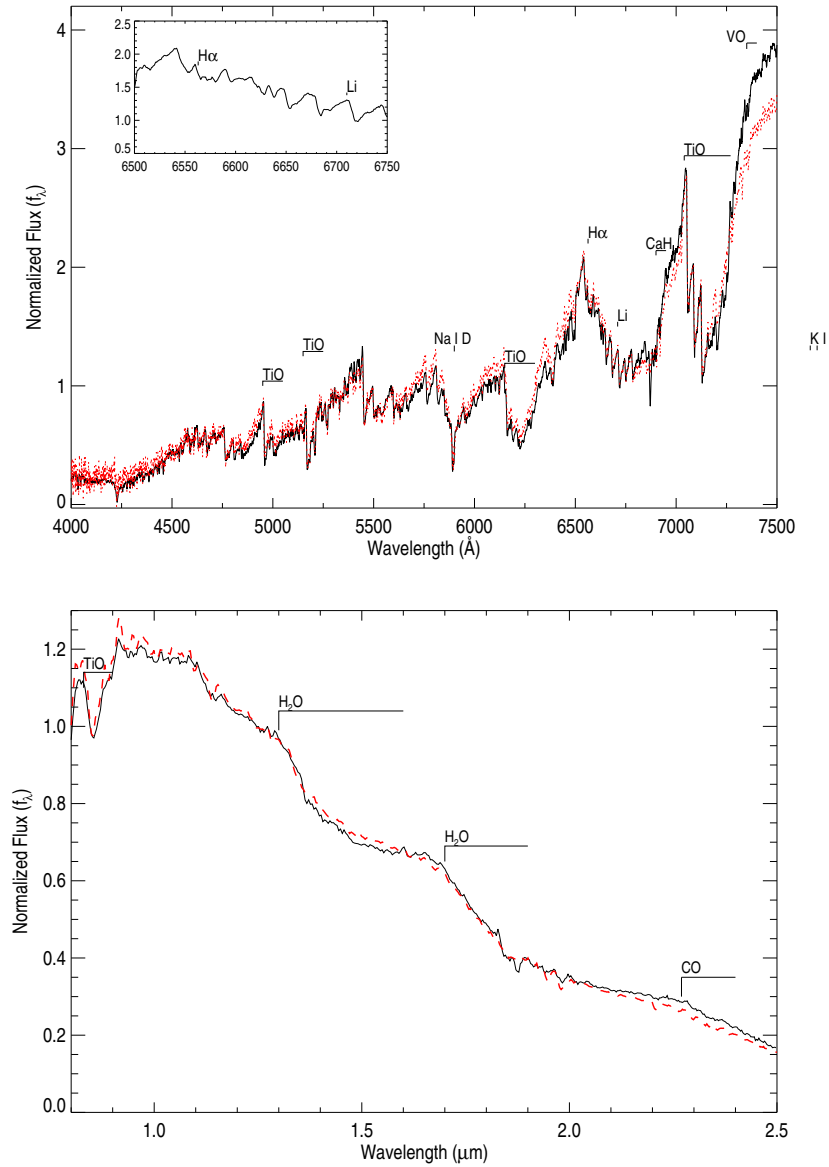 2.5
2.0
1.5
1.0
0.5
Hα
Li
6500 6550 6600 6650 6700 6750
4
3
2
1
0
Normalized Flux (fλ)
VO
TiO
Hα
CaH
Li
Na I D
TiO
TiO
TiO
K I
4000 4500 5000 5500 6000 6500 7000 7500
Wavelength (Å)
1.2
1.0
0.8
0.6
0.4
0.2
0.0
Normalized Flux (fλ)
TiO
H₂O
H₂O
CO
1.0 1.5 2.0 2.5
Wavelength (μm)